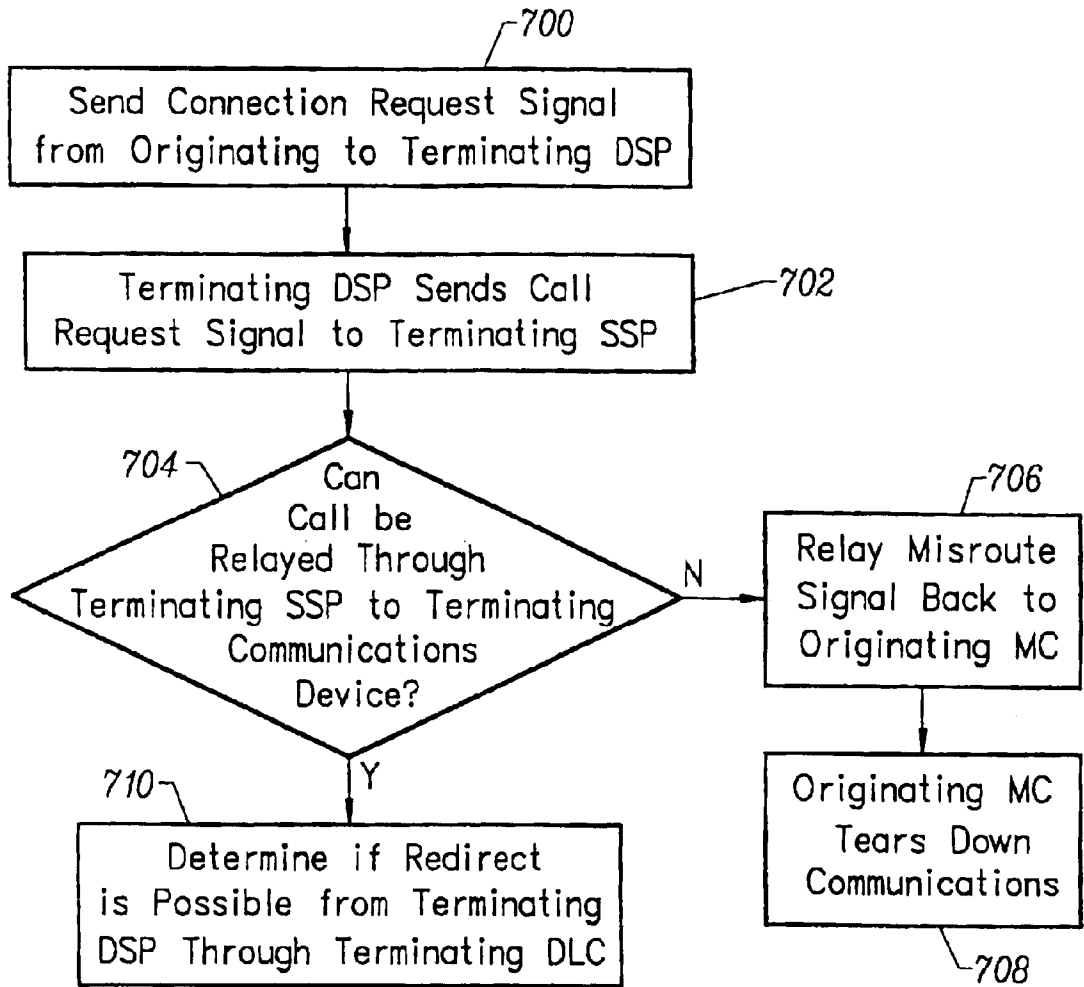 700
Send Connection Request Signal
from Originating to Terminating DSP
702
Terminating DSP Sends Call
Request Signal to Terminating SSP
704
Can
Call be
Relayed Through
Terminating SSP to Terminating
Communications
Device?
N
706
Relay Misroute
Signal Back to
Originating MC
Y
708
Originating MC
Tears Down
Communications
710
Determine if Redirect
is Possible from Terminating
DSP Through Terminating DLC